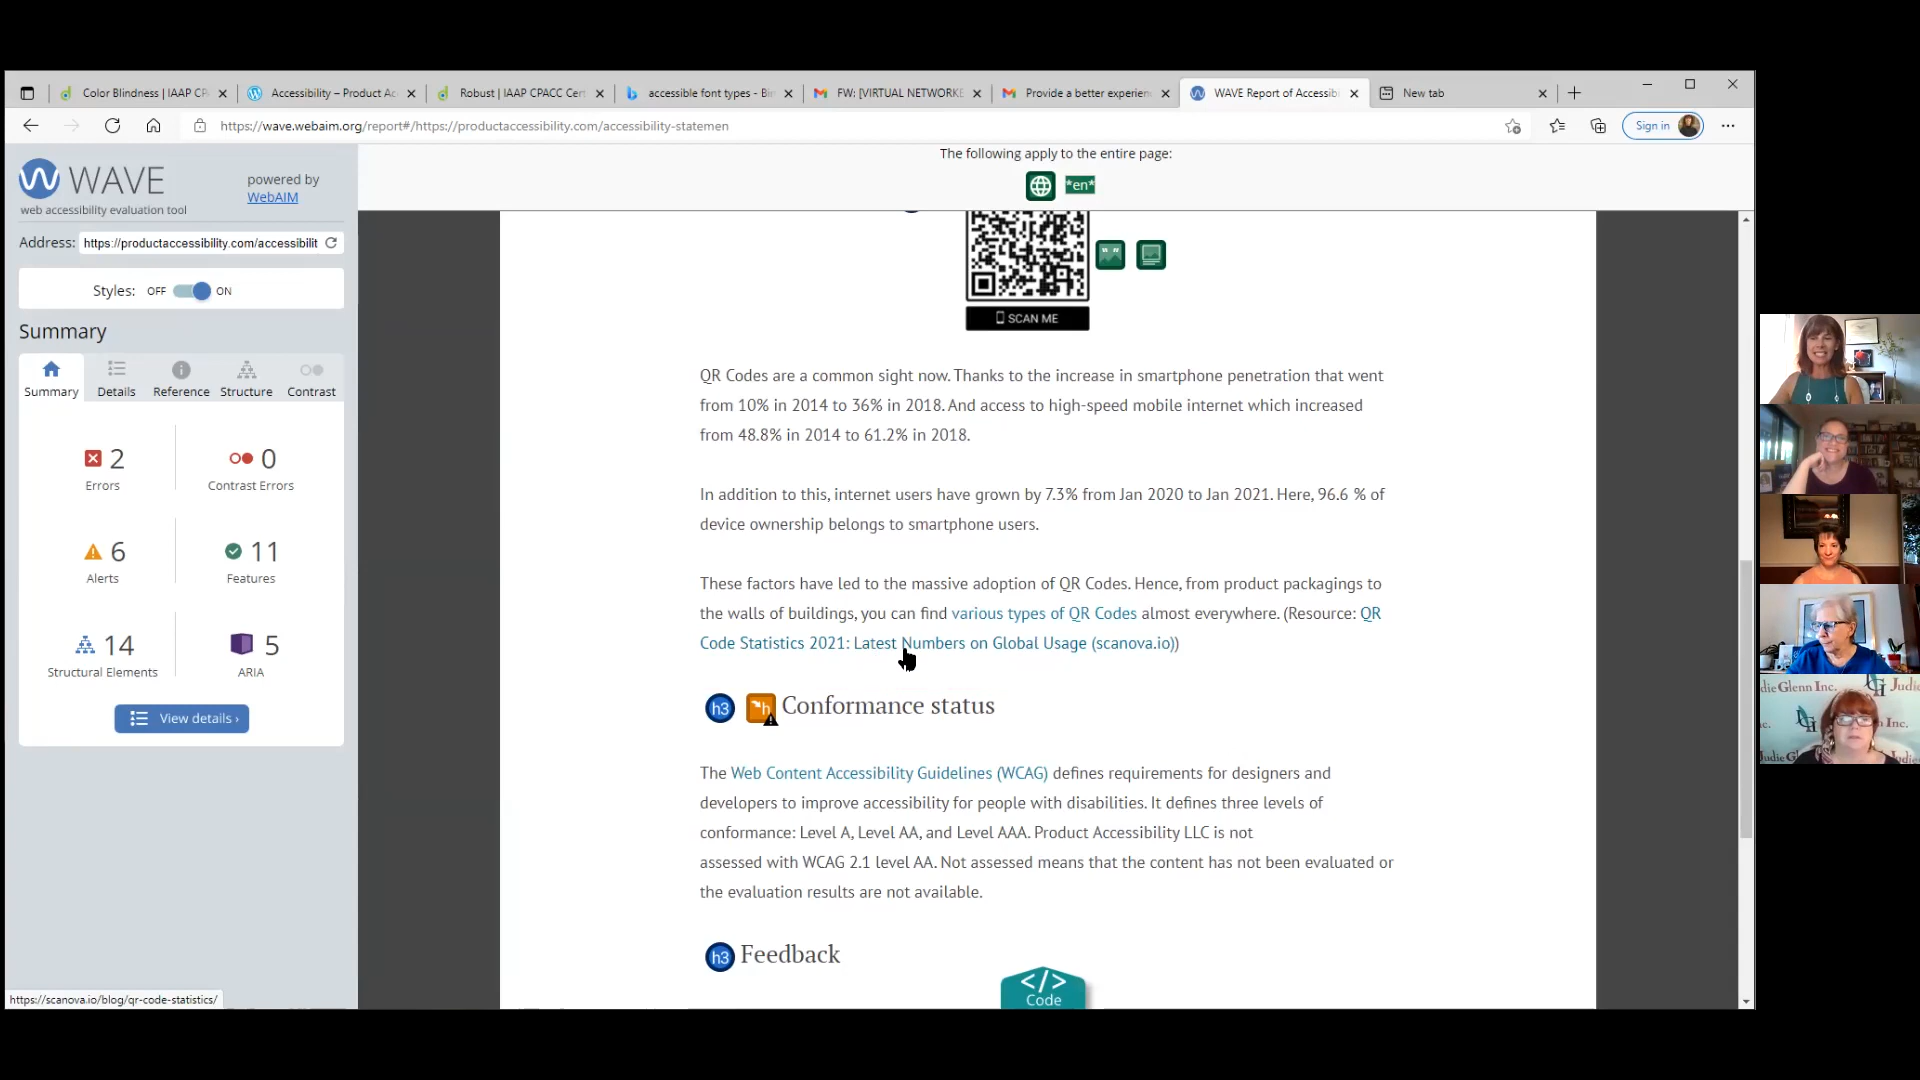 Color Blindness | IAAP CP
Accessibility – Product Ac
Robust | IAAP CPACC Cert
accessible font types - Bi
FW: [VIRTUAL NETWORKE
Provide a better experien
WAVE Report of Accessib
New tab
https://wave.webaim.org/report#/https://productaccessibility.com/accessibility-statemen
Sign in
WAVE
web accessibility evaluation tool
powered by
WebAIM
Address:
https://productaccessibility.com/accessibilit
Styles: OFF ON
Summary
Summary
Details
Reference
Structure
Contrast
2
Errors
0
Contrast Errors
6
Alerts
11
Features
14
Structural Elements
5
ARIA
View details ›
https://scanova.io/blog/qr-code-statistics/
The following apply to the entire page:
*en*
SCAN ME
QR Codes are a common sight now. Thanks to the increase in smartphone penetration that went
from 10% in 2014 to 36% in 2018. And access to high-speed mobile internet which increased
from 48.8% in 2014 to 61.2% in 2018.
In addition to this, internet users have grown by 7.3% from Jan 2020 to Jan 2021. Here, 96.6 % of
device ownership belongs to smartphone users.
These factors have led to the massive adoption of QR Codes. Hence, from product packagings to
the walls of buildings, you can find various types of QR Codes almost everywhere. (Resource: QR
Code Statistics 2021: Latest Numbers on Global Usage (scanova.io))
h3 h Conformance status
The Web Content Accessibility Guidelines (WCAG) defines requirements for designers and
developers to improve accessibility for people with disabilities. It defines three levels of
conformance: Level A, Level AA, and Level AAA. Product Accessibility LLC is not
assessed with WCAG 2.1 level AA. Not assessed means that the content has not been evaluated or
the evaluation results are not available.
h3 Feedback
</>
Code
die Glenn Inc.
JG
Judie
JG
Inc.
Judie G
Judies